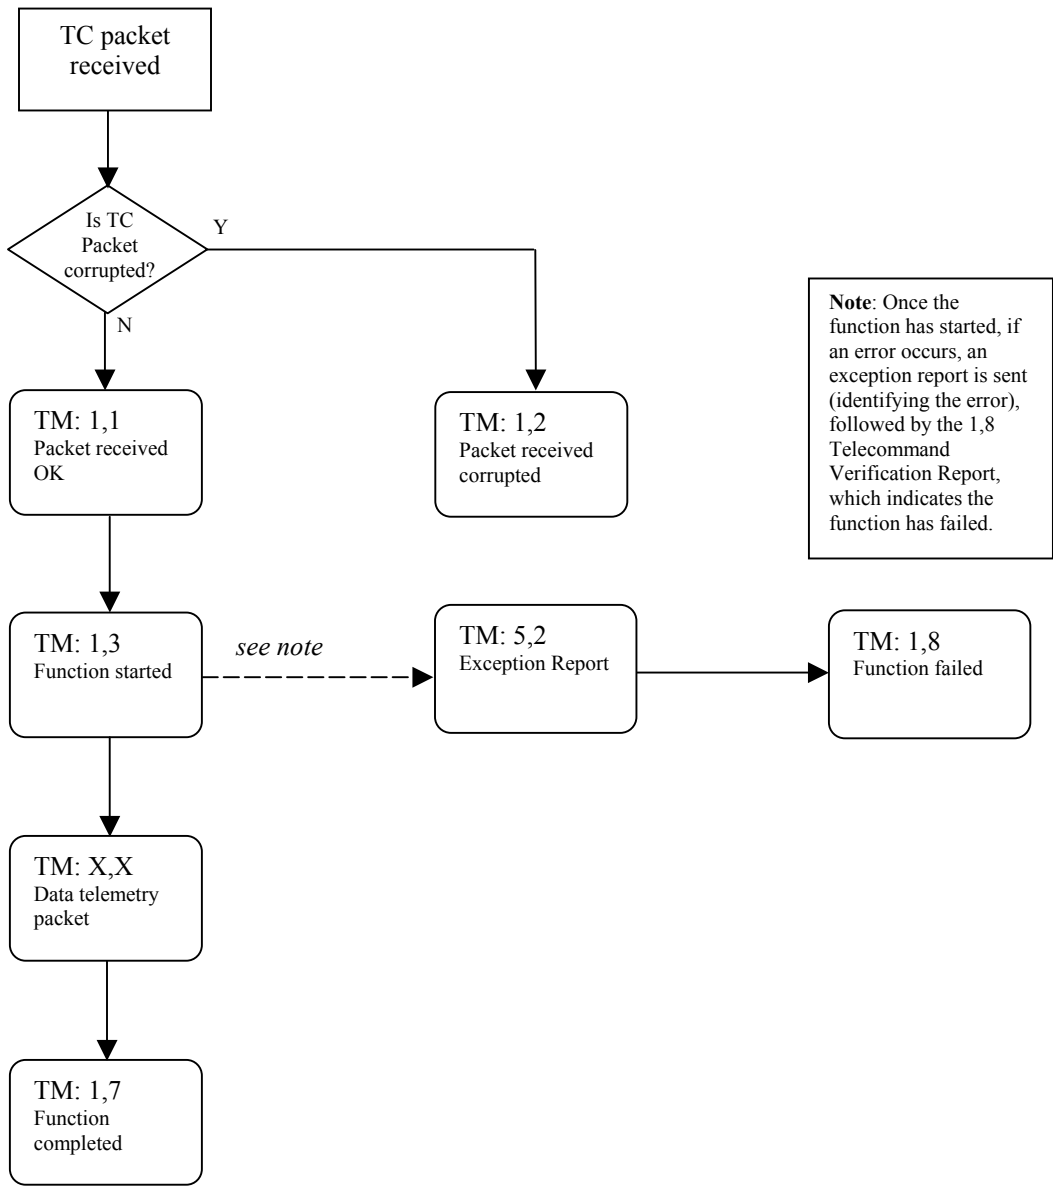 TC packet
received
Is TC
Packet
corrupted?
Y
N
TM: 1,1
Packet received
OK
TM: 1,2
Packet received
corrupted
Note: Once the
function has started, if
an error occurs, an
exception report is sent
(identifying the error),
followed by the 1,8
Telecommand
Verification Report,
which indicates the
function has failed.
TM: 1,3
Function started
see note
TM: 5,2
Exception Report
TM: 1,8
Function failed
TM: X,X
Data telemetry
packet
TM: 1,7
Function
completed